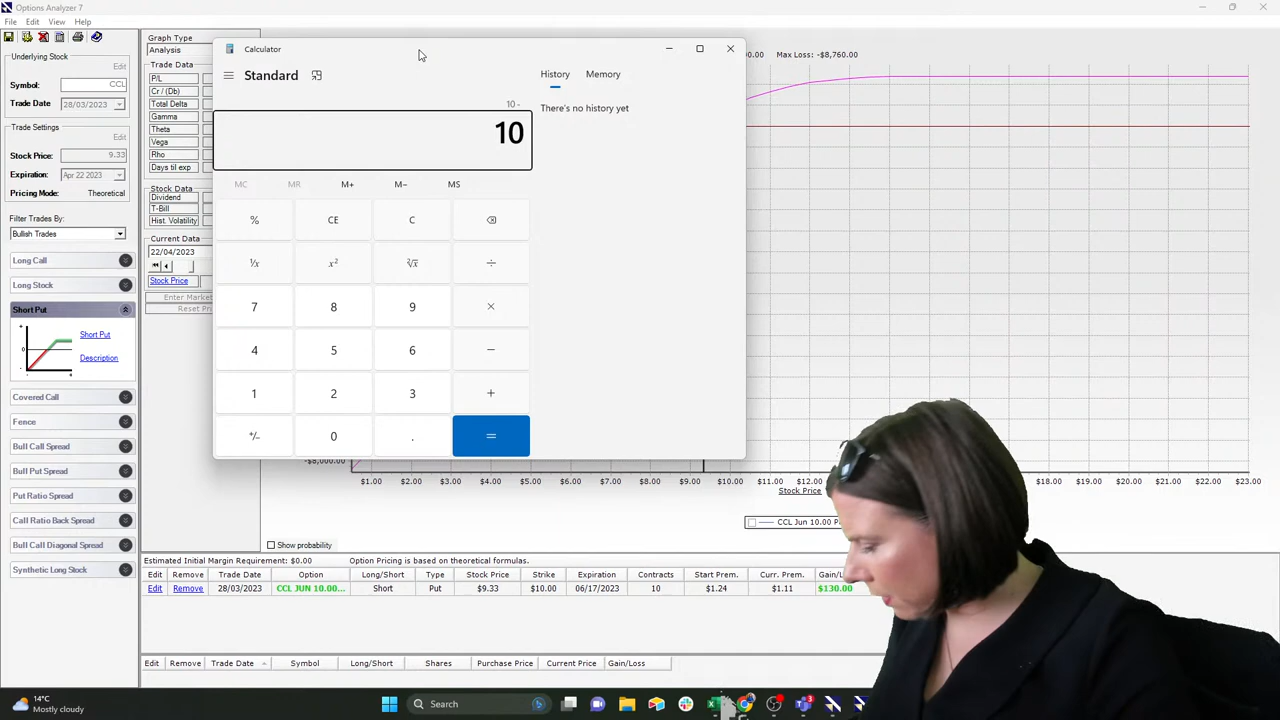 Options Analyzer 7
File Edit View Help
Underlying Stock
Edit
Symbol: CCL
Trade Date 28/03/2023
Trade Settings
Edit
Stock Price: 9.33
Expiration: Apr 22 2023
Pricing Mode: Theoretical
Filter Trades By:
Bullish Trades
Long Call
Long Stock
Short Put
Short Put
Description
Covered Call
Fence
Bull Call Spread
Bull Put Spread
Put Ratio Spread
Call Ratio Back Spread
Bull Call Diagonal Spread
Synthetic Long Stock
Graph Type
Analysis
Trade Data
P/L
Cr / (Db)
Total Delta
Gamma
Theta
Vega
Rho
Days til exp
Stock Data
Dividend
T-Bill
Hist. Volatility
Current Data
22/04/2023
Stock Price
Enter Market
Reset Pri
Calculator
Standard
10 -
10
MC MR M+ M− MS
% CE C
⅟x x² ²√x ÷
7 8 9 ×
4 5 6 −
1 2 3 +
+/− 0 . =
History Memory
There's no history yet
00.00 Max Loss: -$8,760.00
-$8,000.00
$1.00 $2.00 $3.00 $4.00 $5.00 $6.00 $7.00 $8.00 $9.00 $10.00 $11.00 $12.00 $18.00 $19.00 $20.00 $21.00 $22.00 $23.00
Stock Price
CCL Jun 10.00 P
Show probability
Estimated Initial Margin Requirement: $0.00 Option Pricing is based on theoretical formulas.
Edit Remove Trade Date Option Long/Short Type Stock Price Strike Expiration Contracts Start Prem. Curr. Prem. Gain/L
Edit Remove 28/03/2023 CCL JUN 10.00... Short Put $9.33 $10.00 06/17/2023 10 $1.24 $1.11 $130.00
Edit Remove Trade Date Symbol Long/Short Shares Purchase Price Current Price Gain/Loss
14°C
Mostly cloudy
Search